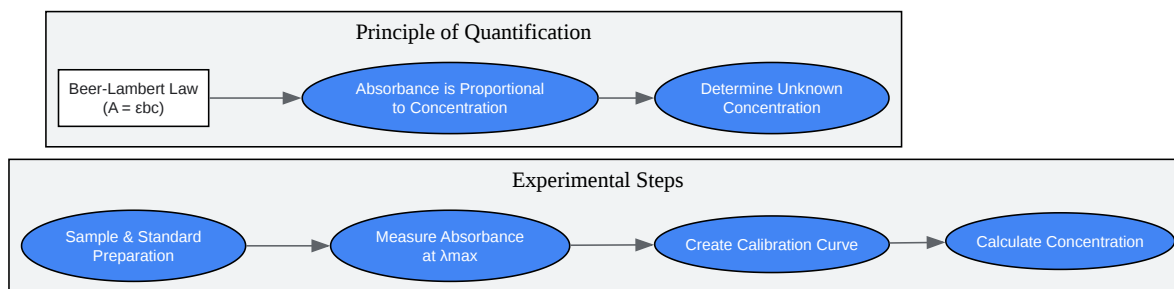 Principle of Quantification
Beer-Lambert Law
(A = εbc)
Absorbance is Proportional
to Concentration
Determine Unknown
Concentration
Experimental Steps
Sample & Standard
Preparation
Measure Absorbance
at λmax
Create Calibration Curve
Calculate Concentration